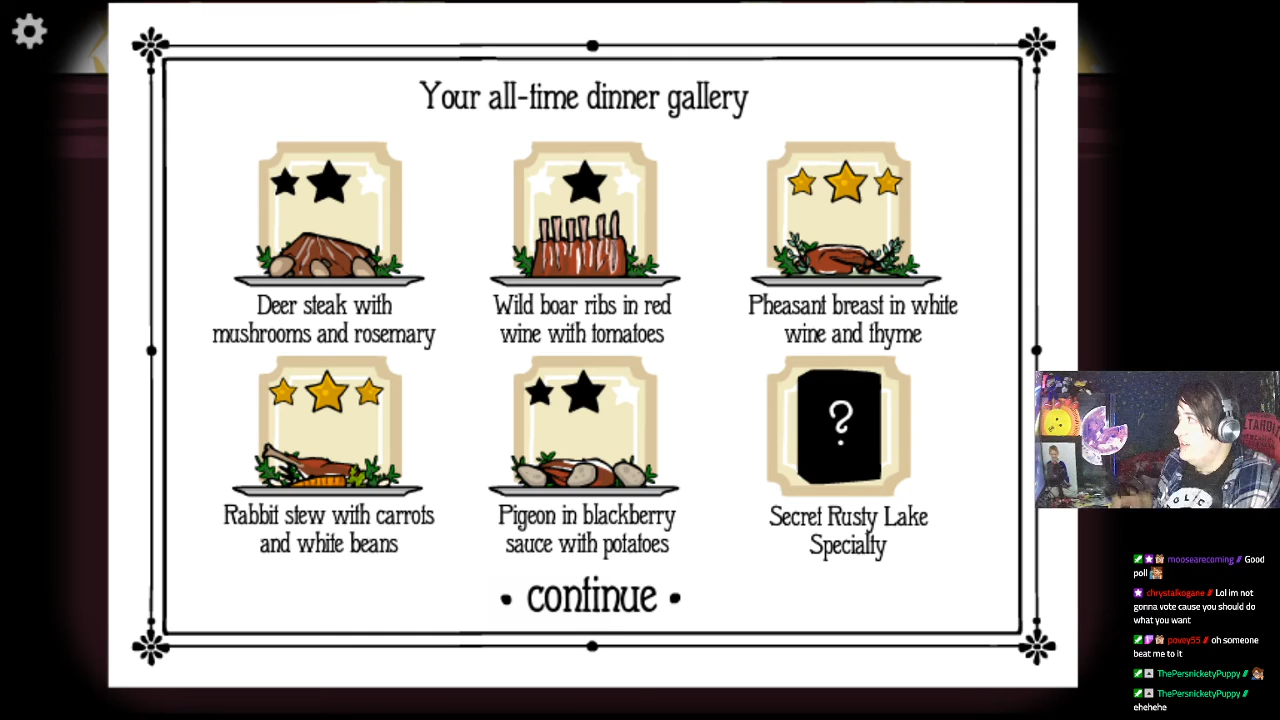 Your all-time dinner gallery
Deer steak with
mushrooms and rosemary
Wild boar ribs in red
wine with tomatoes
Pheasant breast in white
wine and thyme
?
Rabbit stew with carrots
and white beans
Pigeon in blackberry
sauce with potatoes
Secret Rusty Lake
Specialty
• continue •
moosearecoming // Good
poll
chrystalkogane // Lol im not
gonna vote cause you should do
what you want
povey55 // oh someone
beat me to it
ThePersnicketyPuppy //
ThePersnicketyPuppy //
ehehehe